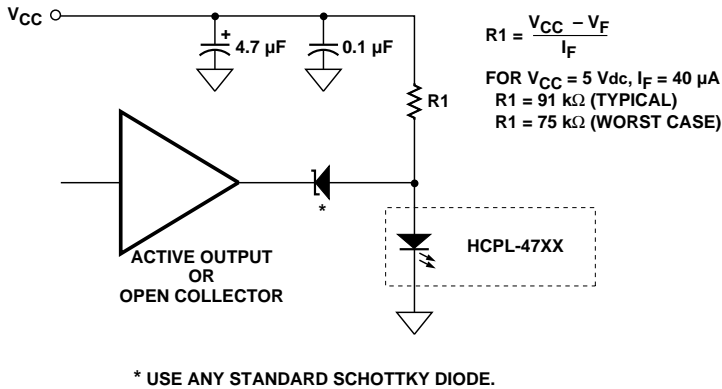 VCC
+
4.7 µF
0.1 µF
R1
R1 = VCC – VF
IF
FOR VCC = 5 Vdc, IF = 40 µA
R1 = 91 kΩ (TYPICAL)
R1 = 75 kΩ (WORST CASE)
*
HCPL-47XX
ACTIVE OUTPUT
OR
OPEN COLLECTOR
* USE ANY STANDARD SCHOTTKY DIODE.